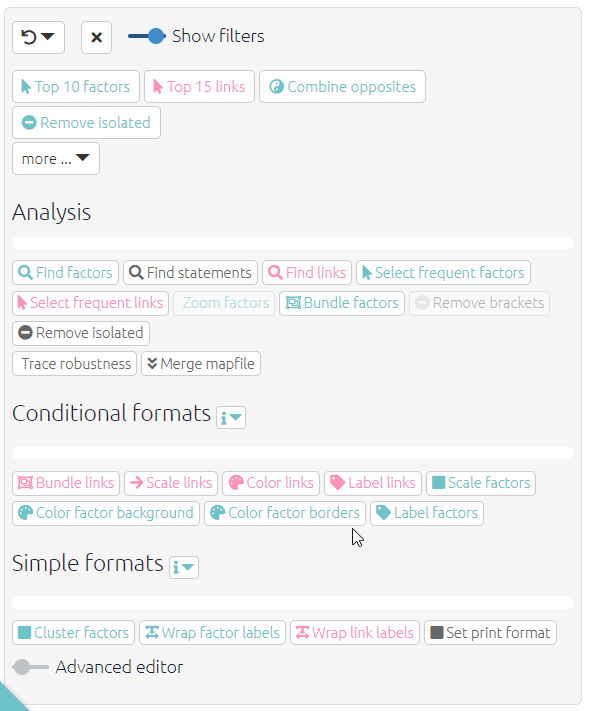 Show filters
Top 10 factors Top 15 links Combine opposites
Remove isolated
more ...
Analysis
Find factors Find statements Find links Select frequent factors
Select frequent links Zoom factors Bundle factors Remove brackets
Remove isolated
Trace robustness Merge mapfile
Conditional formats
Bundle links Scale links Color links Label links Scale factors
Color factor background Color factor borders Label factors
Simple formats
Cluster factors Wrap factor labels Wrap link labels Set print format
Advanced editor